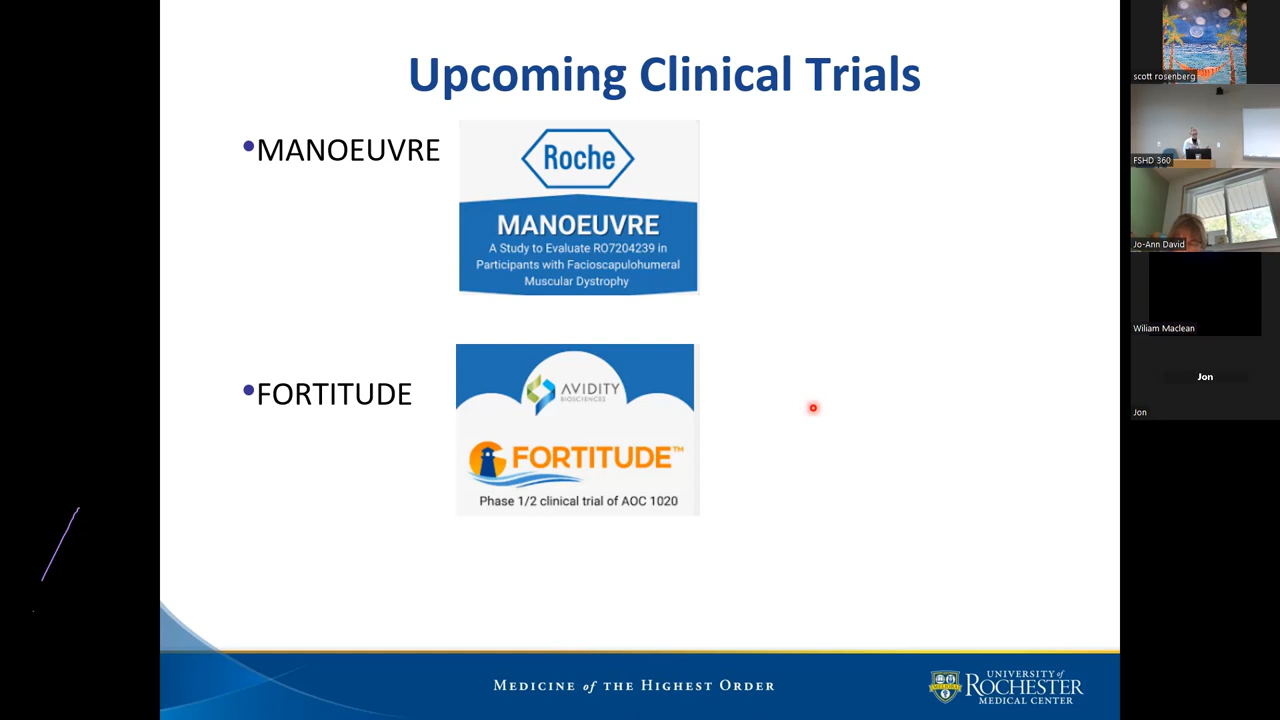 Upcoming Clinical Trials
•MANOEUVRE
Roche
MANOEUVRE
A Study to Evaluate RO7204239 in
Participants with Facioscapulohumeral
Muscular Dystrophy
•FORTITUDE
AVIDITY
BIOSCIENCES
FORTITUDE™
Phase 1/2 clinical trial of AOC 1020
MEDICINE of THE HIGHEST ORDER
MELIORA
UNIVERSITY of
ROCHESTER
MEDICAL CENTER
scott rosenberg
FSHD 360
Jo-Ann David
Wiliam Maclean
Jon
Jon